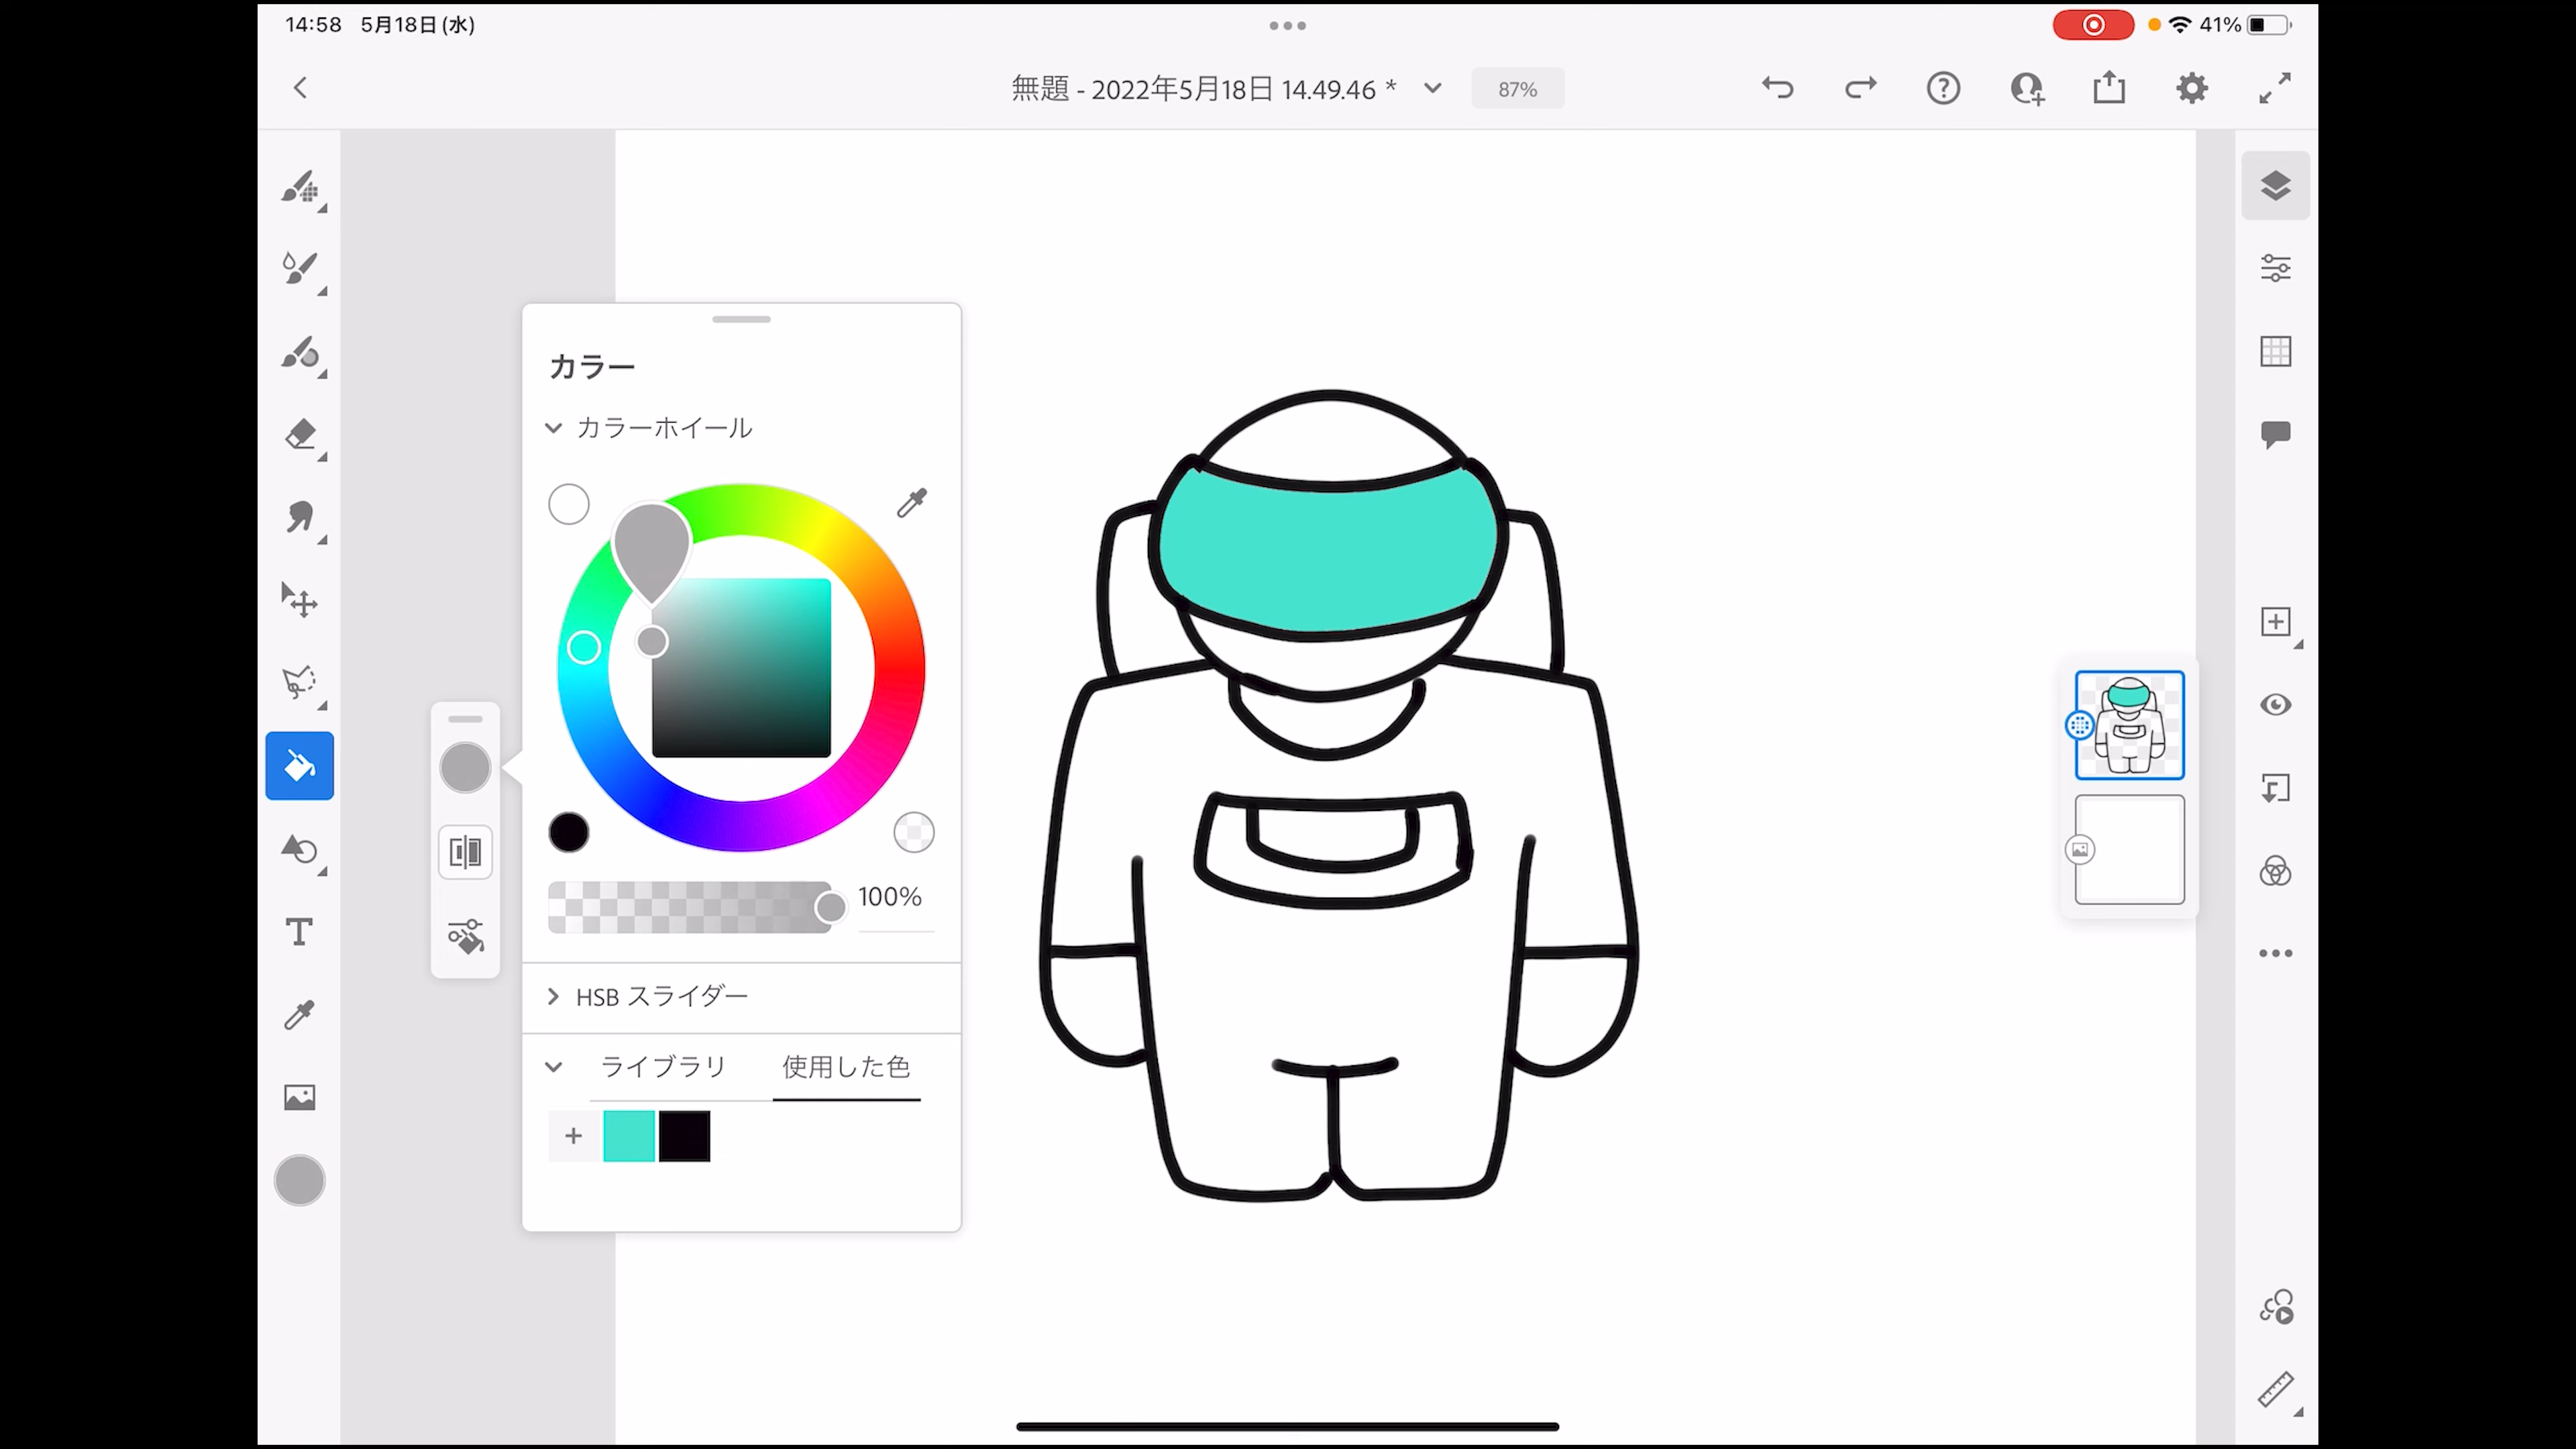 14:58 5月18日(水)
41%
無題 - 2022年5月18日 14.49.46 *
87%
カラー
カラーホイール
100%
HSB スライダー
ライブラリ 使用した色